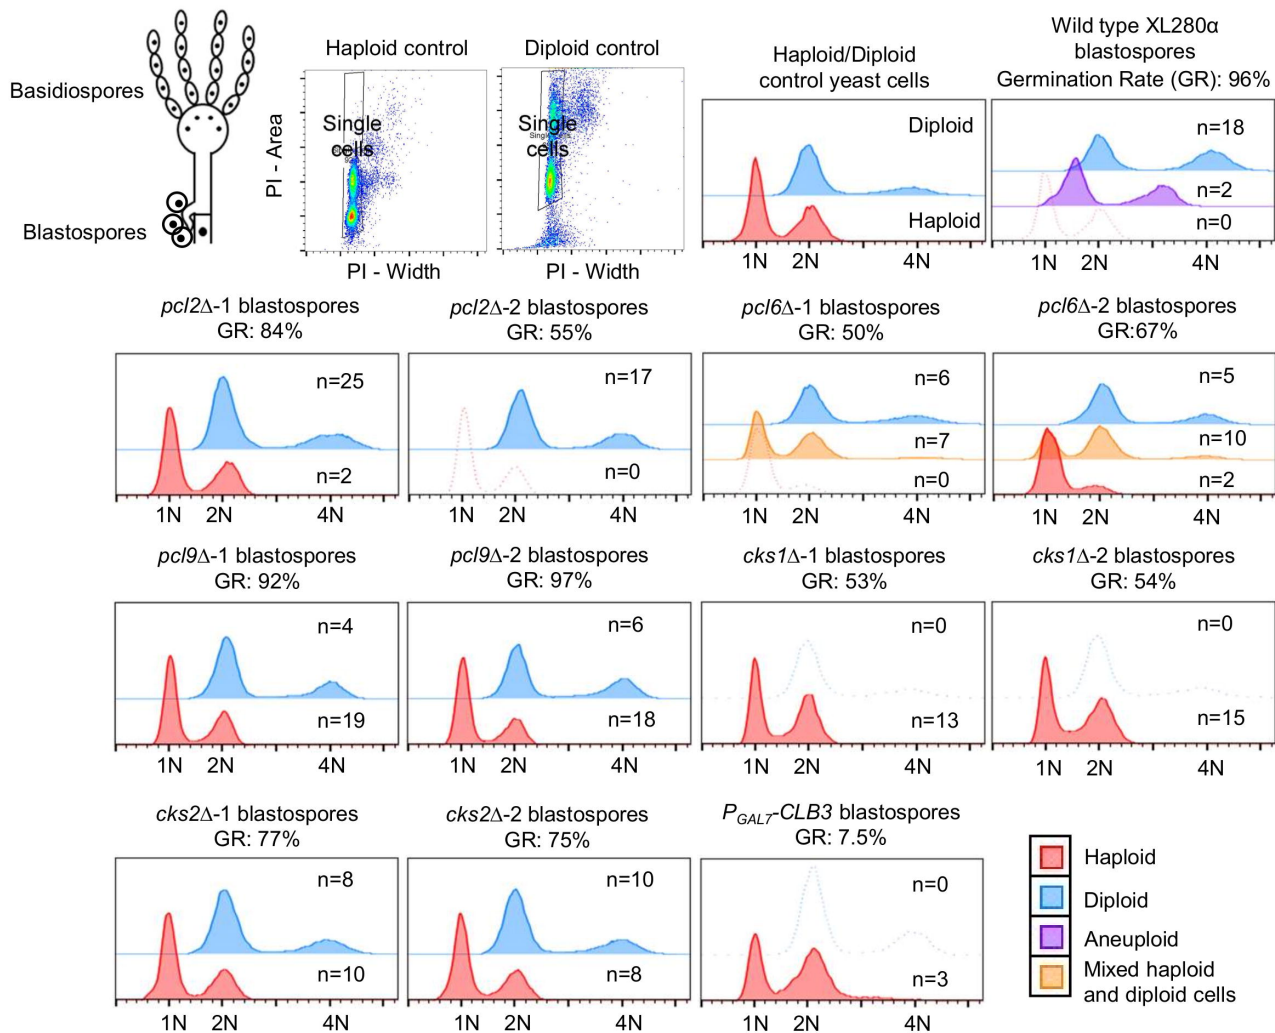 Basidiospores
Blastospores
Haploid control
Single
cells
PI - Area
PI - Width
Diploid control
Single
cells
PI - Width
Haploid/Diploid
control yeast cells
Diploid
Haploid
1N 2N 4N
Wild type XL280α
blastospores
Germination Rate (GR): 96%
n=18
n=2
n=0
1N 2N 4N
pcl2Δ-1 blastospores
GR: 84%
n=25
n=2
1N 2N 4N
pcl2Δ-2 blastospores
GR: 55%
n=17
n=0
1N 2N 4N
pcl6Δ-1 blastospores
GR: 50%
n=6
n=7
n=0
1N 2N 4N
pcl6Δ-2 blastospores
GR:67%
n=5
n=10
n=2
1N 2N 4N
pcl9Δ-1 blastospores
GR: 92%
n=4
n=19
1N 2N 4N
pcl9Δ-2 blastospores
GR: 97%
n=6
n=18
1N 2N 4N
cks1Δ-1 blastospores
GR: 53%
n=0
n=13
1N 2N 4N
cks1Δ-2 blastospores
GR: 54%
n=0
n=15
1N 2N 4N
cks2Δ-1 blastospores
GR: 77%
n=8
n=10
1N 2N 4N
cks2Δ-2 blastospores
GR: 75%
n=10
n=8
1N 2N 4N
PGAL7-CLB3 blastospores
GR: 7.5%
n=0
n=3
1N 2N 4N
Haploid
Diploid
Aneuploid
Mixed haploid
and diploid cells